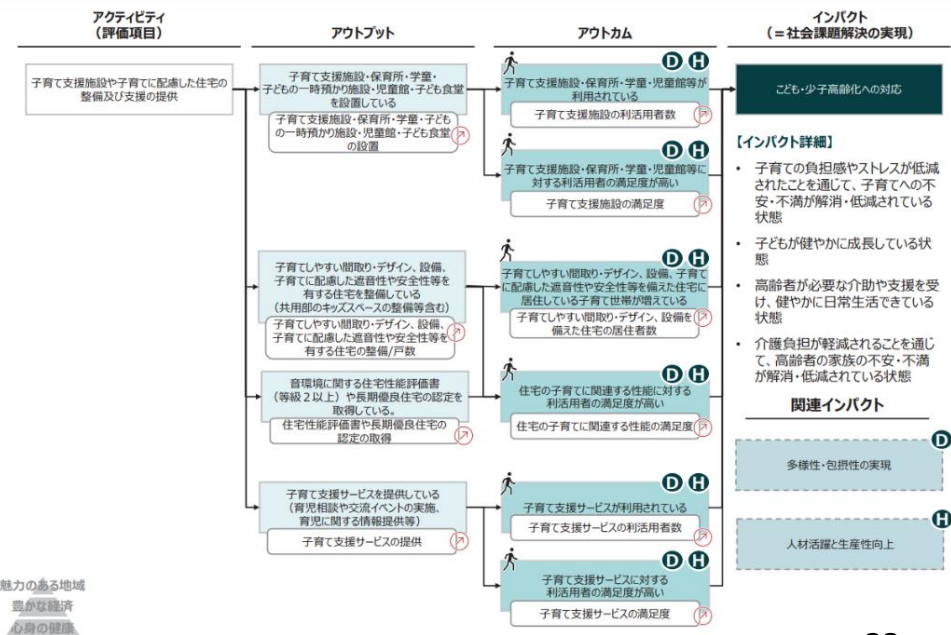 アクティビティ
（評価項目）
アウトプット
アウトカム
インパクト
（＝社会課題解決の実現）
子育て支援施設や子育てに配慮した住宅の
整備及び支援の提供
子育て支援施設・保育所・学童・
子どもの一時預かり施設・児童館・子ども食堂
を設置している
子育て支援施設・保育所・学童・子ども
の一時預かり施設・児童館・子ども食堂
の設置
D H
子育て支援施設・保育所・学童・児童館等が
利用されている
子育て支援施設の利活用者数
D H
子育て支援施設・保育所・学童・児童館等に
対する利活用者の満足度が高い
子育て支援施設の満足度
子育てしやすい間取り・デザイン、設備、
子育てに配慮した遮音性や安全性等を
有する住宅を整備している
（共用部のキッズスペースの整備等含む）
子育てしやすい間取り・デザイン、設備、
子育てに配慮した遮音性や安全性等を
有する住宅の整備/戸数
D H
子育てしやすい間取り・デザイン、設備、子育て
に配慮した遮音性や安全性等を備えた住宅に
居住している子育て世帯が増えている
子育てしやすい間取り・デザイン、設備を
備えた住宅の居住者数
音環境に関する住宅性能評価書
（等級２以上）や長期優良住宅の認定を
取得している。
住宅性能評価書や長期優良住宅の
認定の取得
D H
住宅の子育てに関連する性能に対する
利活用者の満足度が高い
住宅の子育てに関連する性能の満足度
子育て支援サービスを提供している
（育児相談や交流イベントの実施、
育児に関する情報提供等）
子育て支援サービスの提供
D H
子育て支援サービスが利用されている
子育て支援サービスの利活用者数
D H
子育て支援サービスに対する
利活用者の満足度が高い
子育て支援サービスの満足度
こども・少子高齢化への対応
【インパクト詳細】
• 子育ての負担感やストレスが低減
されたことを通じて、子育てへの不
安・不満が解消・低減されている
状態
• 子どもが健やかに成長している状
態
• 高齢者が必要な介助や支援を受
け、健やかに日常生活できている
状態
• 介護負担が軽減されることを通じ
て、高齢者の家族の不安・不満
が解消・低減されている状態
関連インパクト
D
多様性・包摂性の実現
H
人材活躍と生産性向上
魅力のある地域
豊かな経済
心身の健康